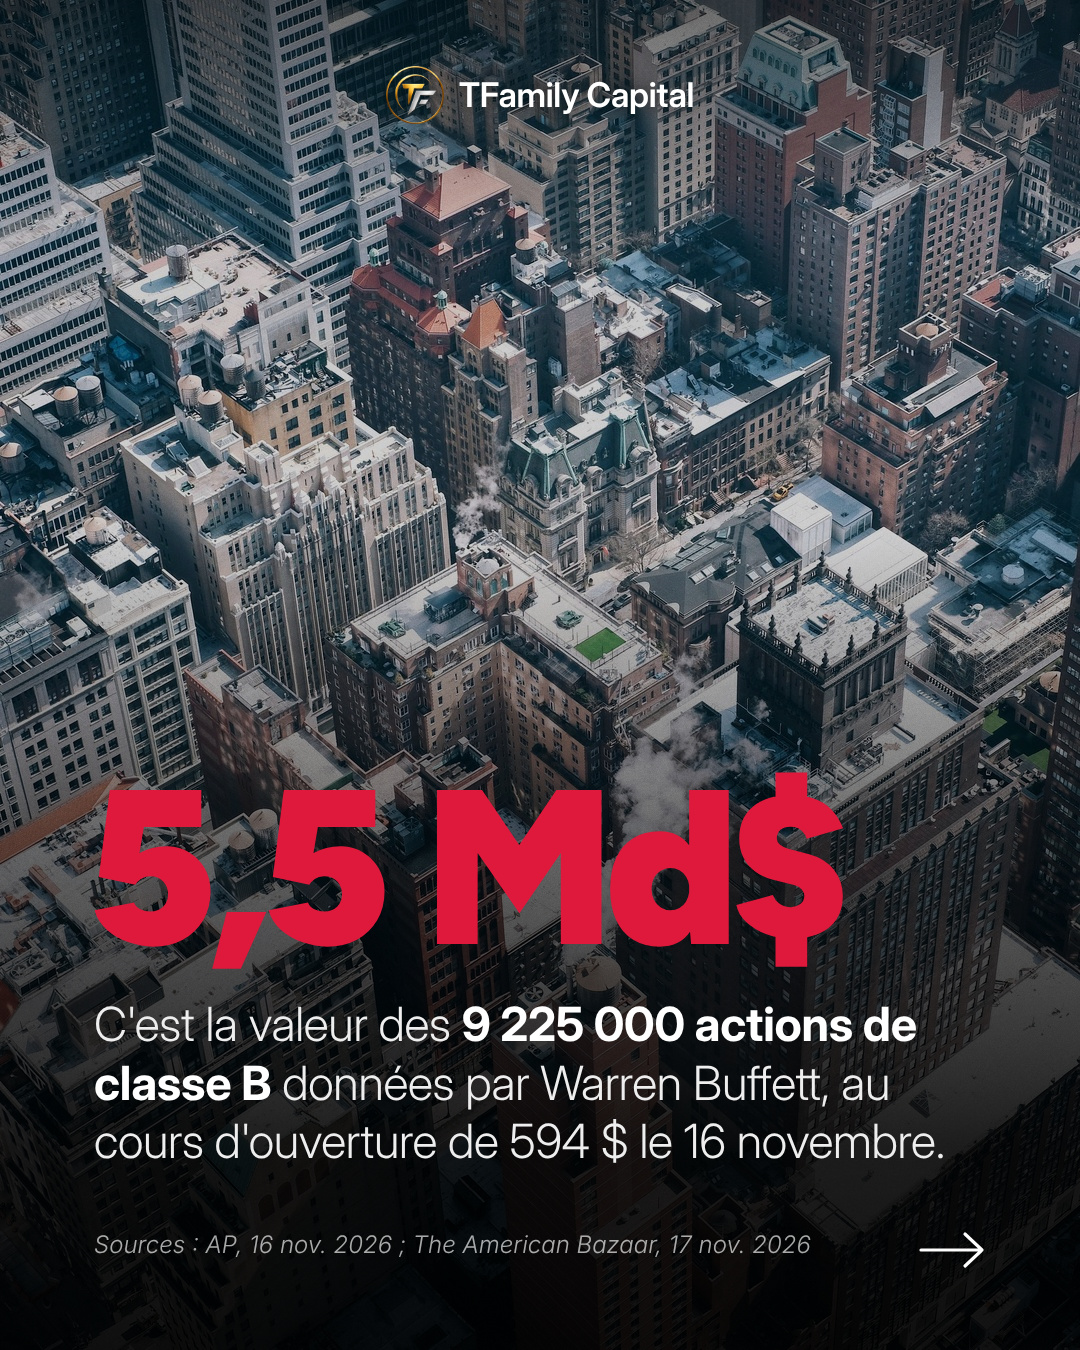 TF TFamily Capital
5,5 Md$
C'est la valeur des 9 225 000 actions de
classe B données par Warren Buffett, au
cours d'ouverture de 594 $ le 16 novembre.
Sources : AP, 16 nov. 2026 ; The American Bazaar, 17 nov. 2026